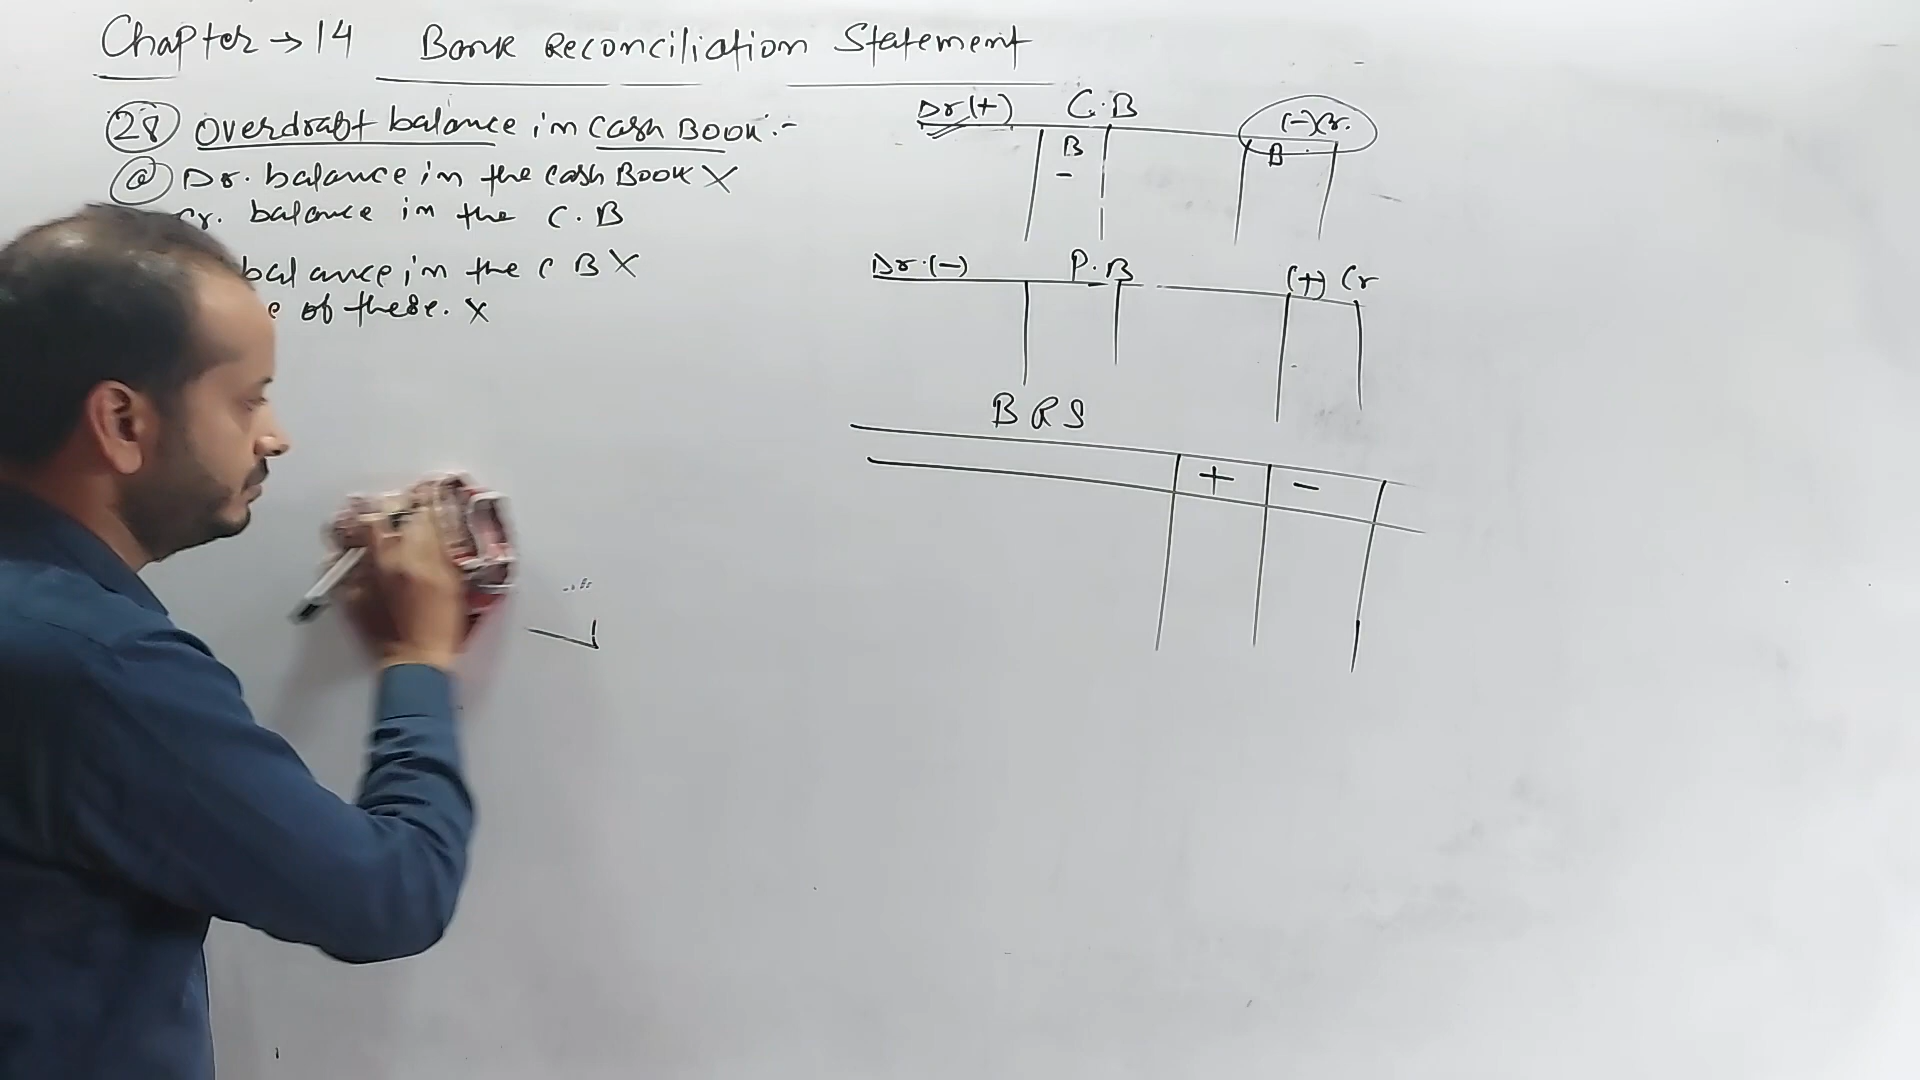 Chapter → 14 Bank Reconciliation Statement
28 Overdraft balance in Cash Book :-
a Dr. balance in the Cash Book X
Cr. balance in the C.B
balance in the C B X
of these. X
Dr (+) C.B (-) Cr.
B B
-
Dr. (-) P.B (+) Cr
B R S
+ -